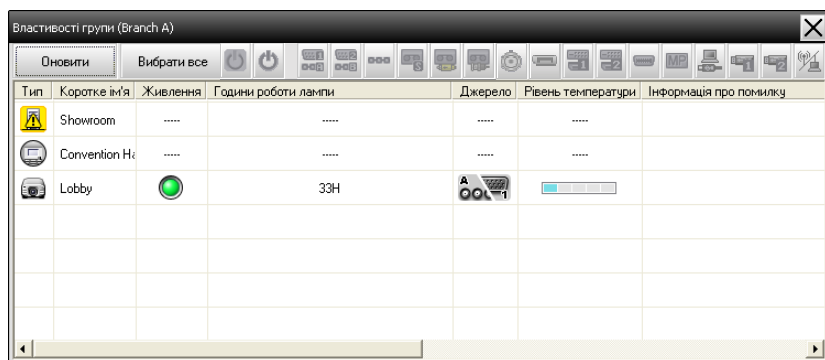 Властивості групи (Branch A)
Оновити Вибрати все MP
Тип Коротке ім'я Живлення Години роботи лампи Джерело Рівень температури Інформація про помилку
Showroom ----- ----- ----- -----
Convention Ha ----- ----- ----- -----
Lobby 33H A 1